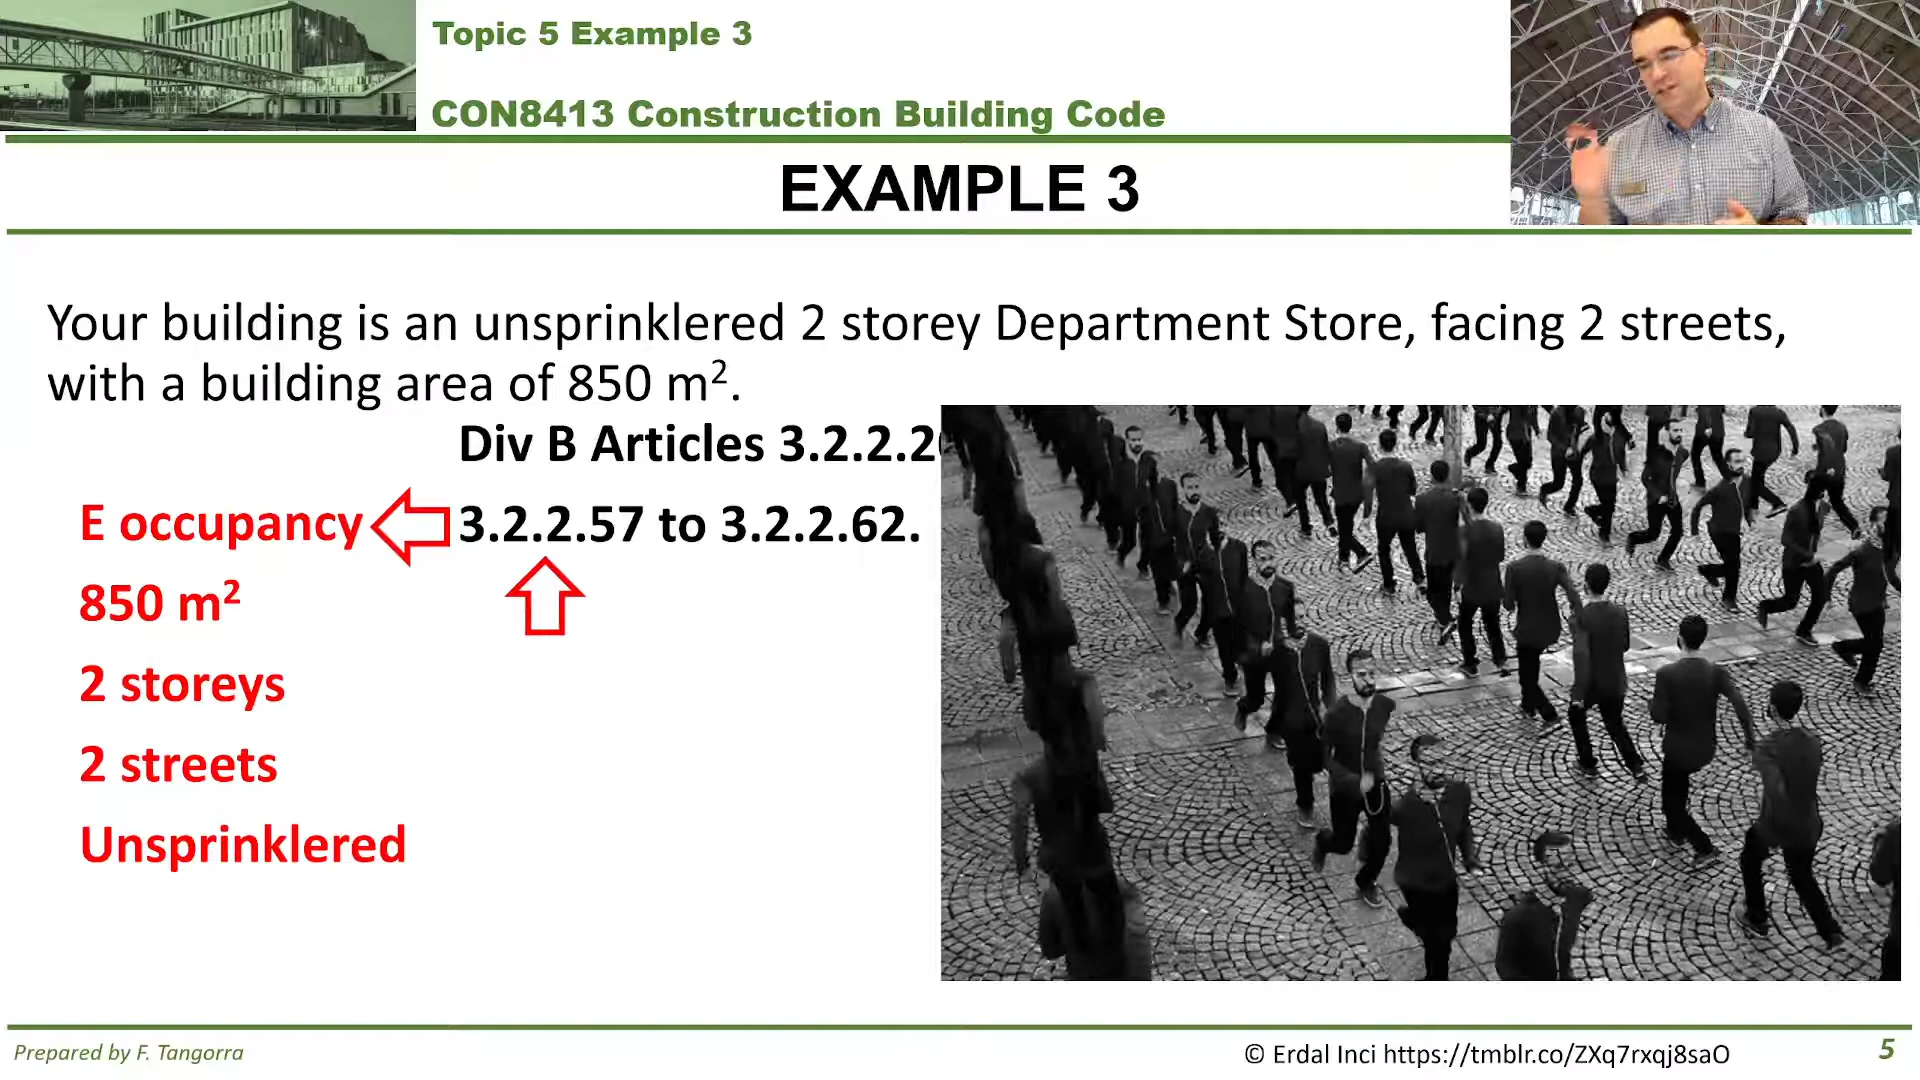 Topic 5 Example 3
CON8413 Construction Building Code
EXAMPLE 3
Your building is an unsprinklered 2 storey Department Store, facing 2 streets,
with a building area of 850 m².
Div B Articles 3.2.2.2
E occupancy 3.2.2.57 to 3.2.2.62.
850 m²
2 storeys
2 streets
Unsprinklered
Prepared by F. Tangorra
© Erdal Inci https://tmblr.co/ZXq7rxqj8saO
5